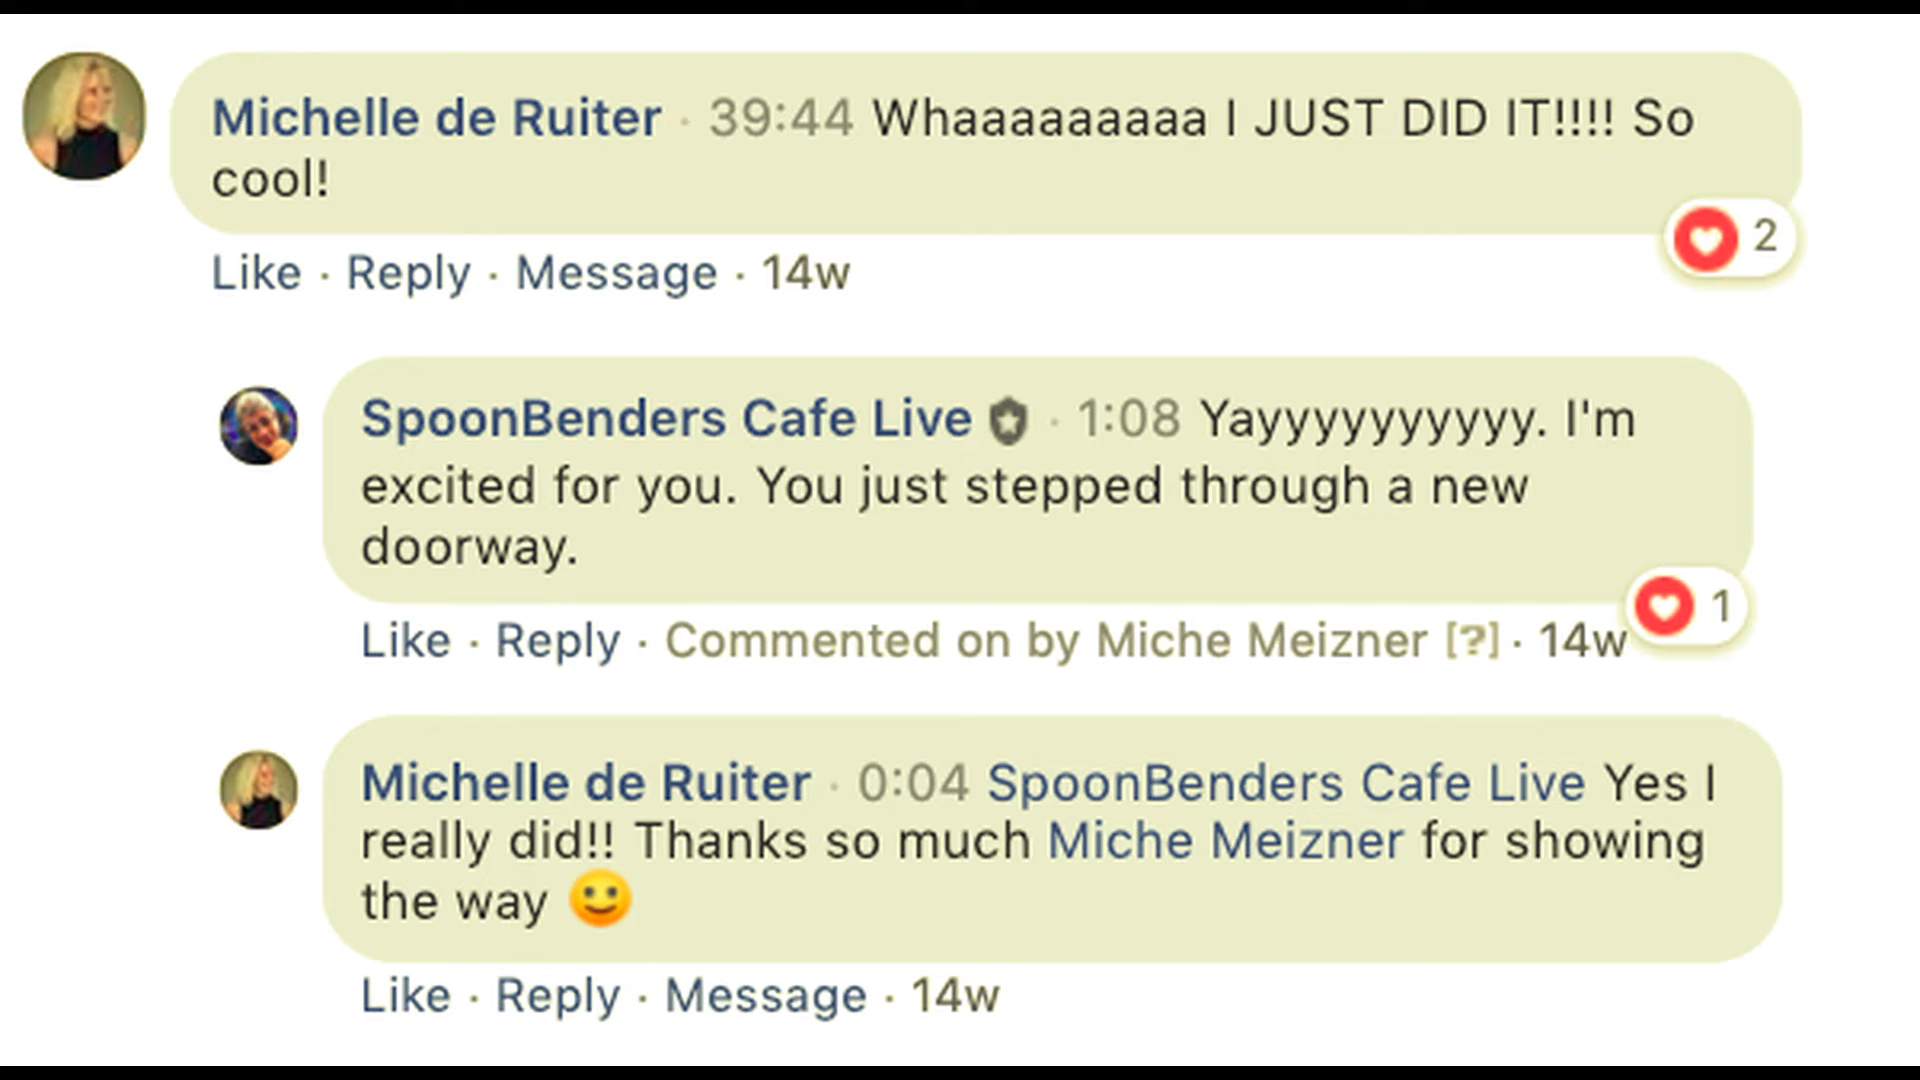 Michelle de Ruiter · 39:44 Whaaaaaaaaa I JUST DID IT!!!! So
cool!
2
Like · Reply · Message · 14w
SpoonBenders Cafe Live · 1:08 Yayyyyyyyyyyy. I'm
excited for you. You just stepped through a new
doorway.
1
Like · Reply · Commented on by Miche Meizner [?] · 14w
Michelle de Ruiter · 0:04 SpoonBenders Cafe Live Yes I
really did!! Thanks so much Miche Meizner for showing
the way 🙂
Like · Reply · Message · 14w